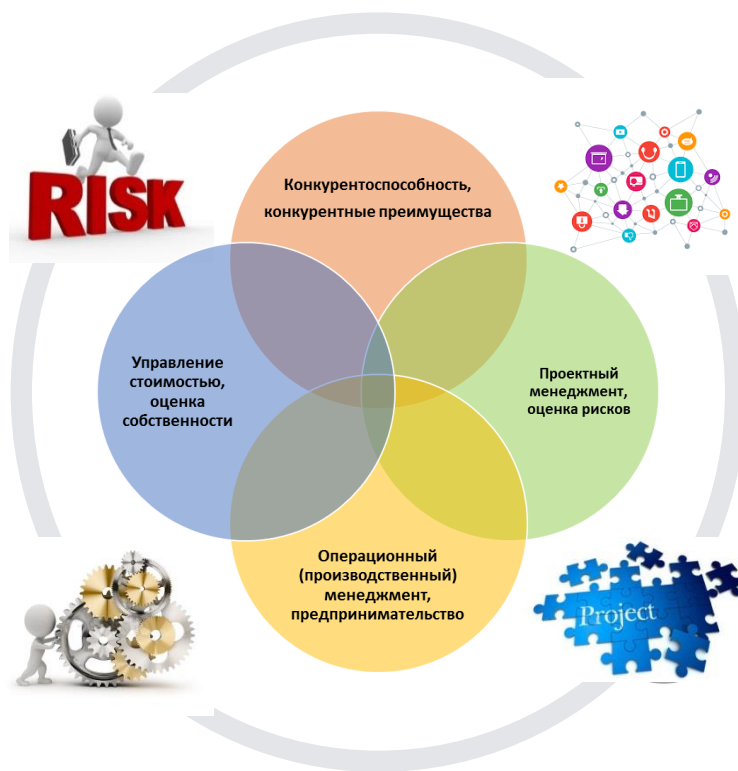 RISK
Конкурентоспособность,
конкурентные преимущества
Управление
стоимостью,
оценка
собственности
Проектный
менеджмент,
оценка рисков
Операционный
(производственный)
менеджмент,
предпринимательство
Project